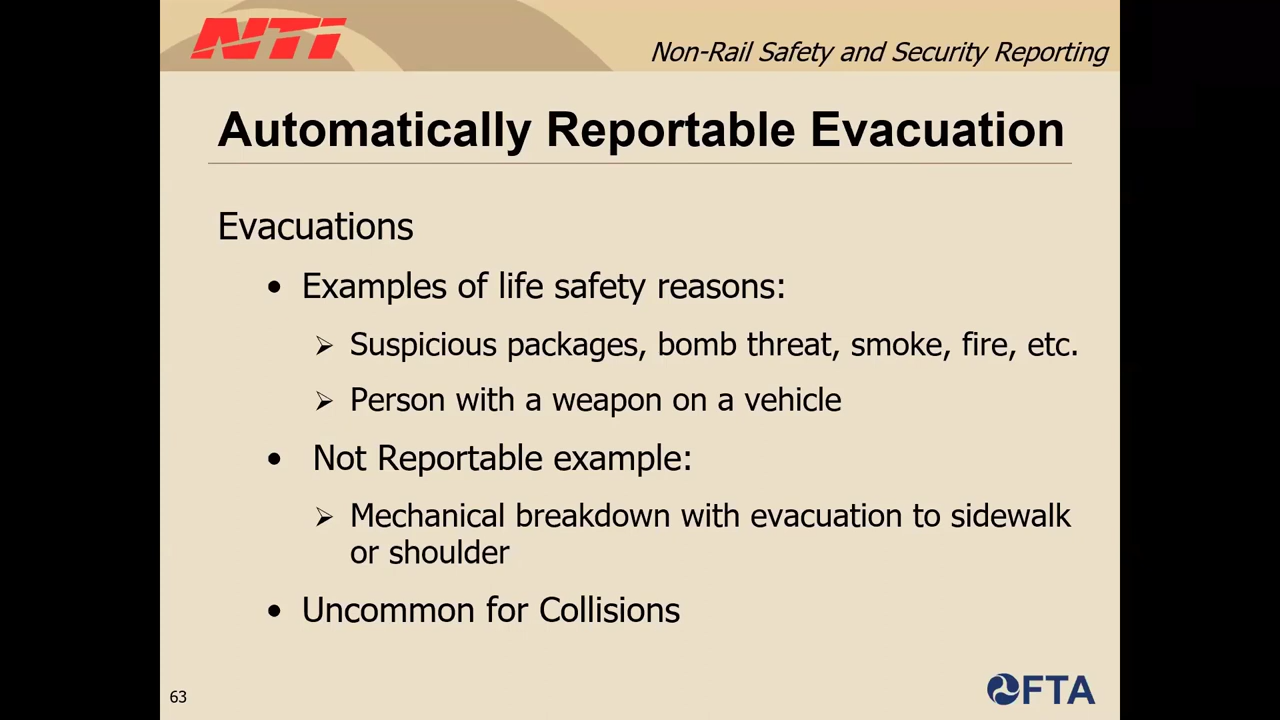 NTI
Non-Rail Safety and Security Reporting
Automatically Reportable Evacuation
Evacuations
• Examples of life safety reasons:
➢ Suspicious packages, bomb threat, smoke, fire, etc.
➢ Person with a weapon on a vehicle
• Not Reportable example:
➢ Mechanical breakdown with evacuation to sidewalk
or shoulder
• Uncommon for Collisions
63
FTA